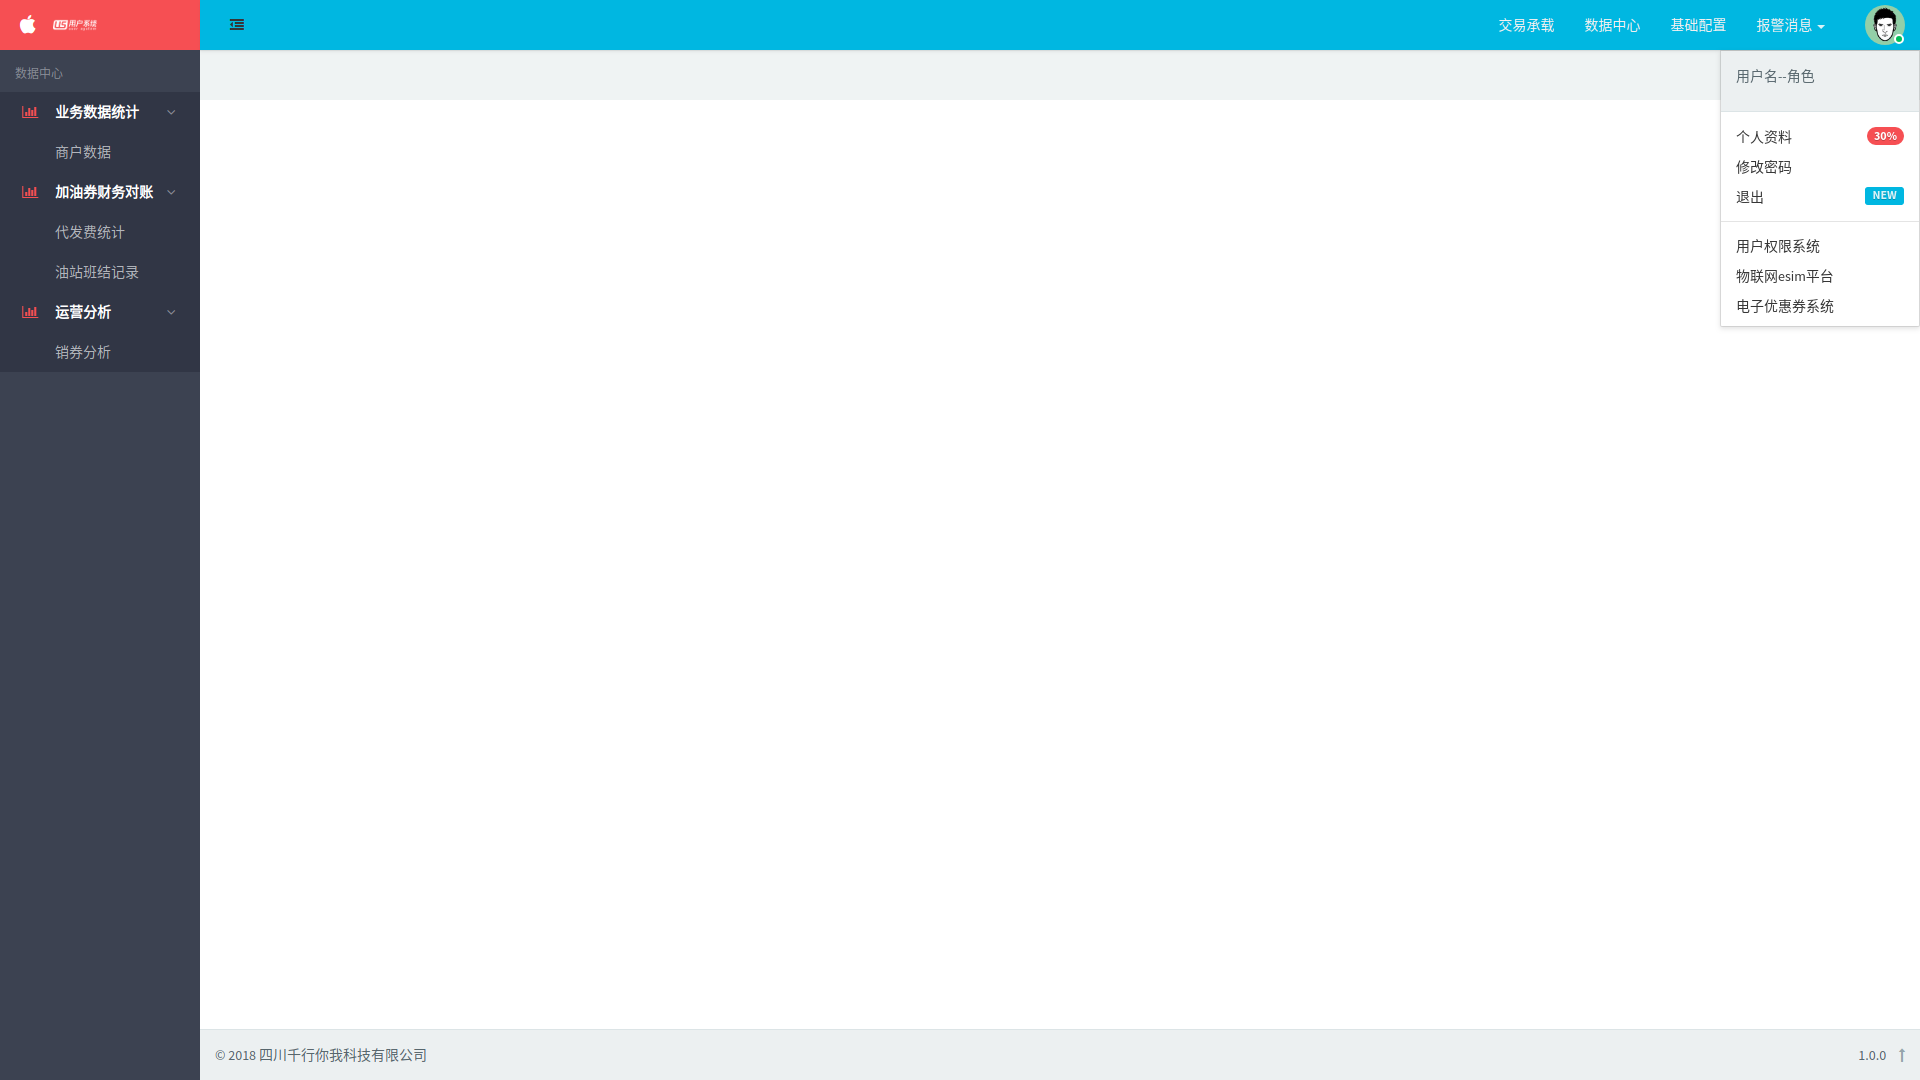 US用户系统
交易承载
数据中心
基础配置
报警消息
数据中心
业务数据统计
商户数据
加油券财务对账
代发费统计
油站班结记录
运营分析
销券分析
用户名--角色
个人资料 30%
修改密码
退出 NEW
用户权限系统
物联网esim平台
电子优惠券系统
© 2018 四川千行你我科技有限公司
1.0.0